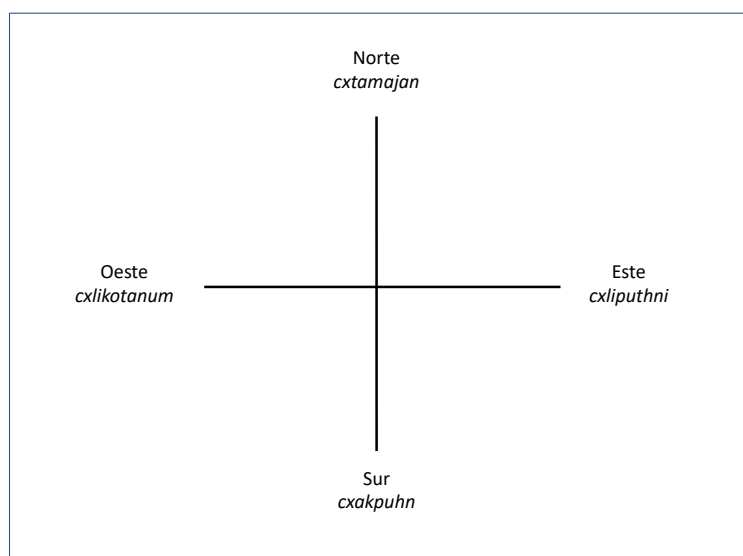 Norte
cxtamajan
Oeste
cxlikotanum
Este
cxliputhni
Sur
cxakpuhn